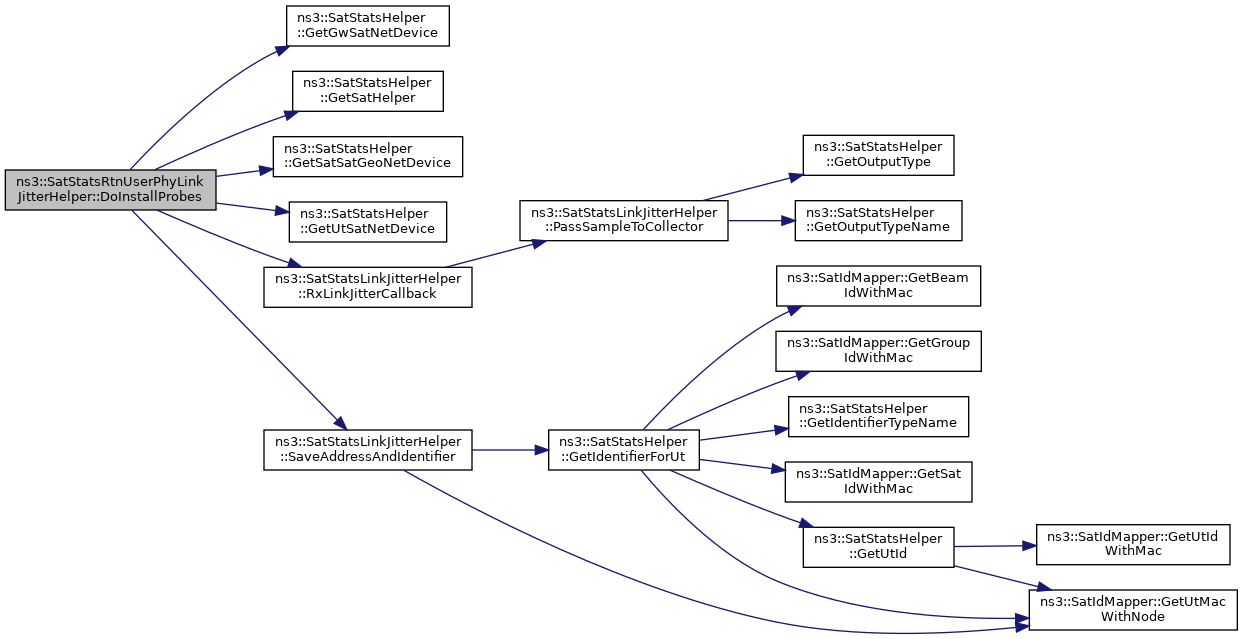 ns3::SatStatsHelper
::GetGwSatNetDevice
ns3::SatStatsHelper
::GetSatHelper
ns3::SatStatsHelper
::GetSatSatGeoNetDevice
ns3::SatStatsRtnUserPhyLink
JitterHelper::DoInstallProbes
ns3::SatStatsHelper
::GetUtSatNetDevice
ns3::SatStatsLinkJitterHelper
::RxLinkJitterCallback
ns3::SatStatsLinkJitterHelper
::PassSampleToCollector
ns3::SatStatsHelper
::GetOutputType
ns3::SatStatsHelper
::GetOutputTypeName
ns3::SatStatsLinkJitterHelper
::SaveAddressAndIdentifier
ns3::SatStatsHelper
::GetIdentifierForUt
ns3::SatIdMapper::GetBeam
IdWithMac
ns3::SatIdMapper::GetGroup
IdWithMac
ns3::SatStatsHelper
::GetIdentifierTypeName
ns3::SatIdMapper::GetSat
IdWithMac
ns3::SatStatsHelper
::GetUtId
ns3::SatIdMapper::GetUtId
WithMac
ns3::SatIdMapper::GetUtMac
WithNode